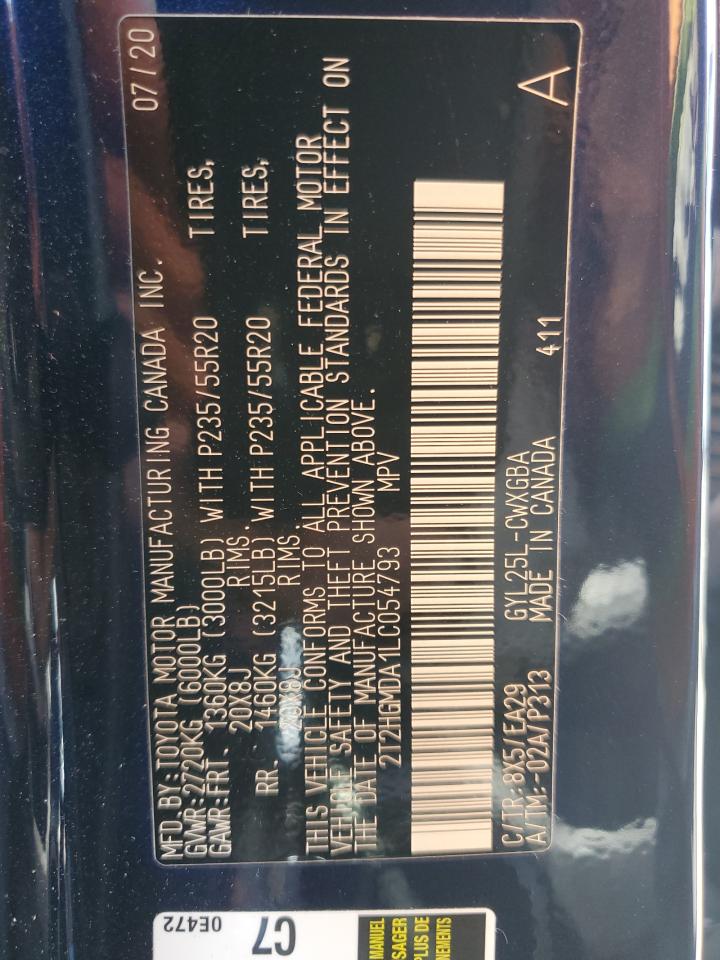 MFD.BY:TOYOTA MOTOR MANUFACTURING CANADA INC. 07/20
GVWR:2720KG(6000LB)
GAWR:FRT. 1360KG(3000LB)WITH P235/55R20 TIRES,
20X8J RIMS.
RR. 1460KG (3215LB)WITH P235/55R20 TIRES,
20X8J RIMS.
THIS VEHICLE CONFORMS TO ALL APPLICABLE FEDERAL MOTOR
VEHICLE SAFETY AND THEFT PREVENTION STANDARDS IN EFFECT ON
THE DATE OF MANUFACTURE SHOWN ABOVE.
2T2HGMDA1LC054793 MPV
C/TR:8X5/EA29 GYL25L-CWXGBA
A/TM:-02A/P313 MADE IN CANADA 411 A
0E472
C7
MANUEL
SAGER
PLUS DE
NEMENTS